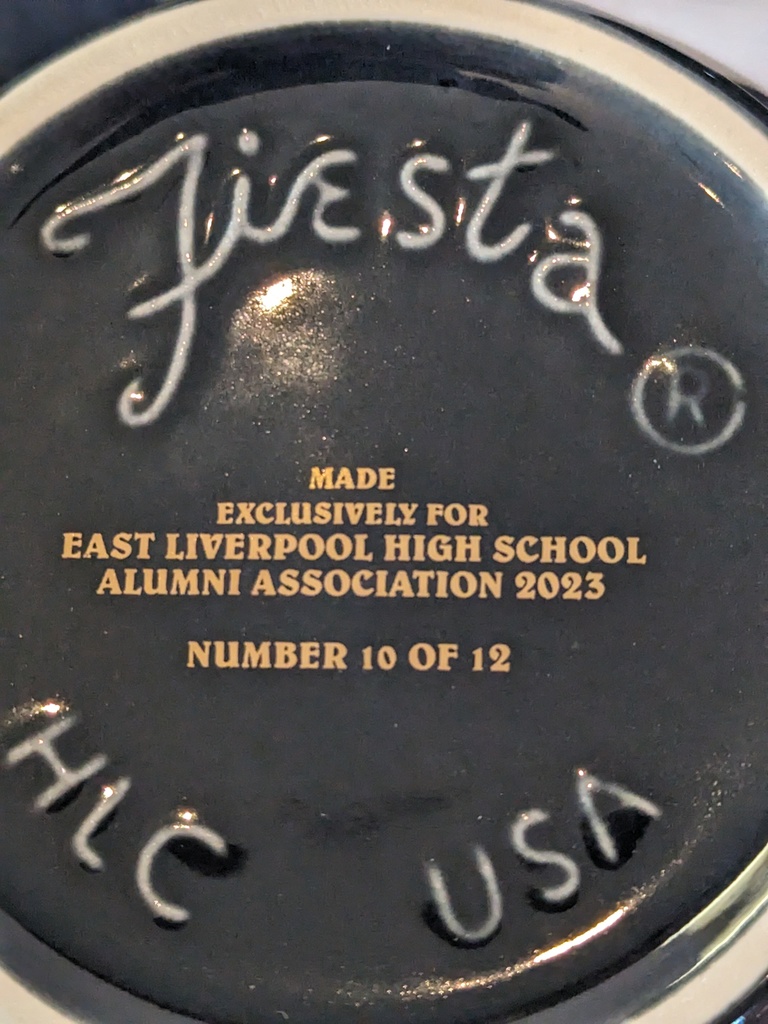 Fiesta
®
MADE
EXCLUSIVELY FOR
EAST LIVERPOOL HIGH SCHOOL
ALUMNI ASSOCIATION 2023
NUMBER 10 OF 12
HLC USA